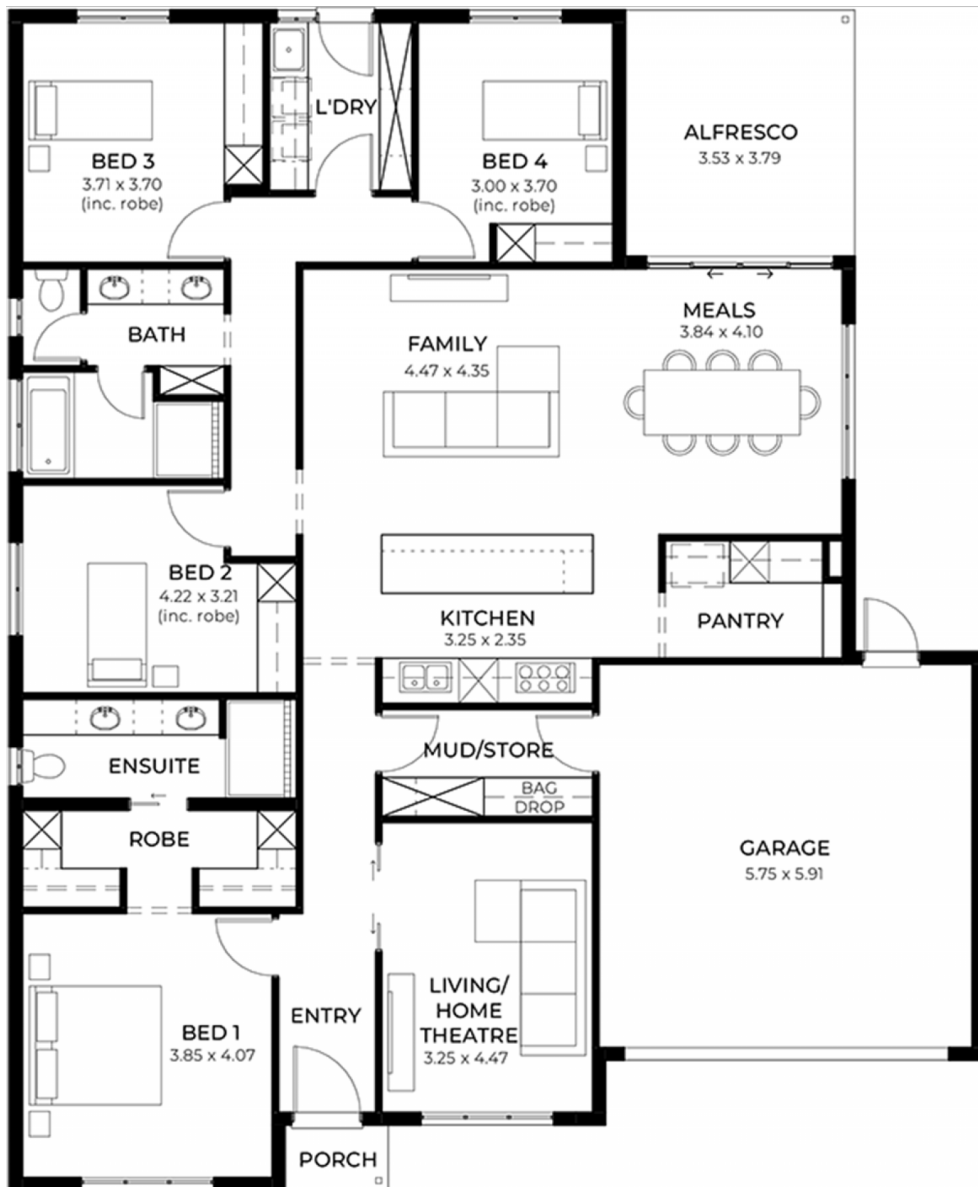 BED 3
3.71 x 3.70
(inc. robe)
L'DRY
BED 4
3.00 x 3.70
(inc. robe)
ALFRESCO
3.53 x 3.79
BATH
FAMILY
4.47 x 4.35
MEALS
3.84 x 4.10
BED 2
4.22 x 3.21
(inc. robe)
KITCHEN
3.25 x 2.35
PANTRY
ENSUITE
MUD/STORE
BAG
DROP
ROBE
GARAGE
5.75 x 5.91
BED 1
3.85 x 4.07
ENTRY
LIVING/
HOME
THEATRE
3.25 x 4.47
PORCH